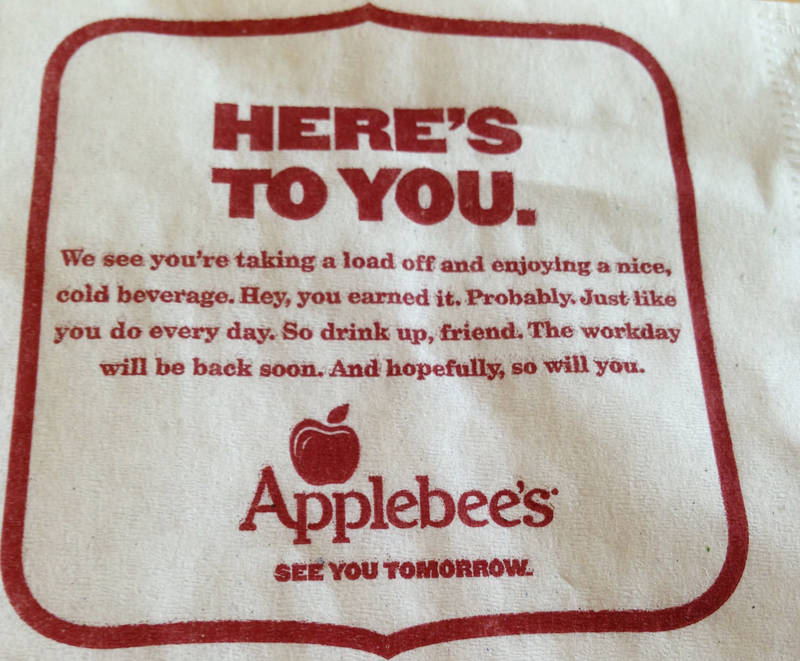 HERE'S
TO YOU.
We see you're taking a load off and enjoying a nice,
cold beverage. Hey, you earned it. Probably. Just like
you do every day. So drink up, friend. The workday
will be back soon. And hopefully, so will you.
Applebee's
SEE YOU TOMORROW.